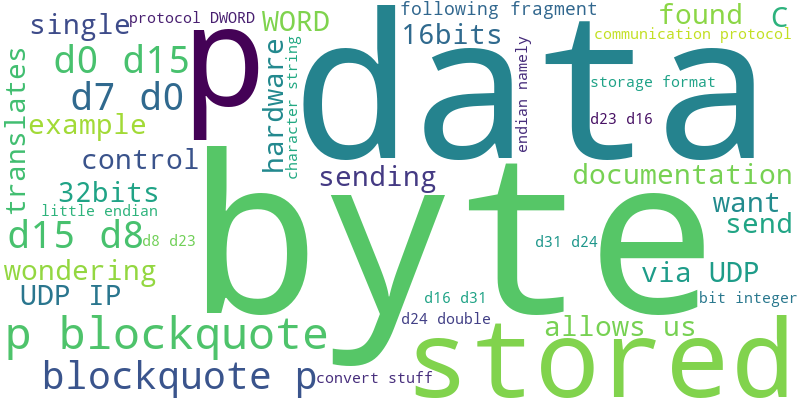 single
protocol DWORD
WORD
following fragment
found
C
16bits
communication protocol
d0 d15
p
data
translates
hardware
character string
endian namely
storage format
d7 d0
example
d23 d16
control
sending
documentation
32bits
byte
want
little endian
send
d15 d8
d8 d23
d31 d24
wondering
via UDP
UDP IP
d16 d31
bit integer
p blockquote
d24 double
allows us
stored
blockquote p
convert stuff